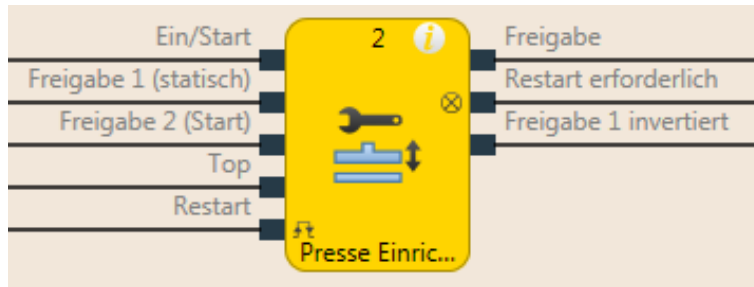 Ein/Start
Freigabe 1 (statisch)
Freigabe 2 (Start)
Top
Restart
2
i
Presse Einric...
Freigabe
Restart erforderlich
Freigabe 1 invertiert